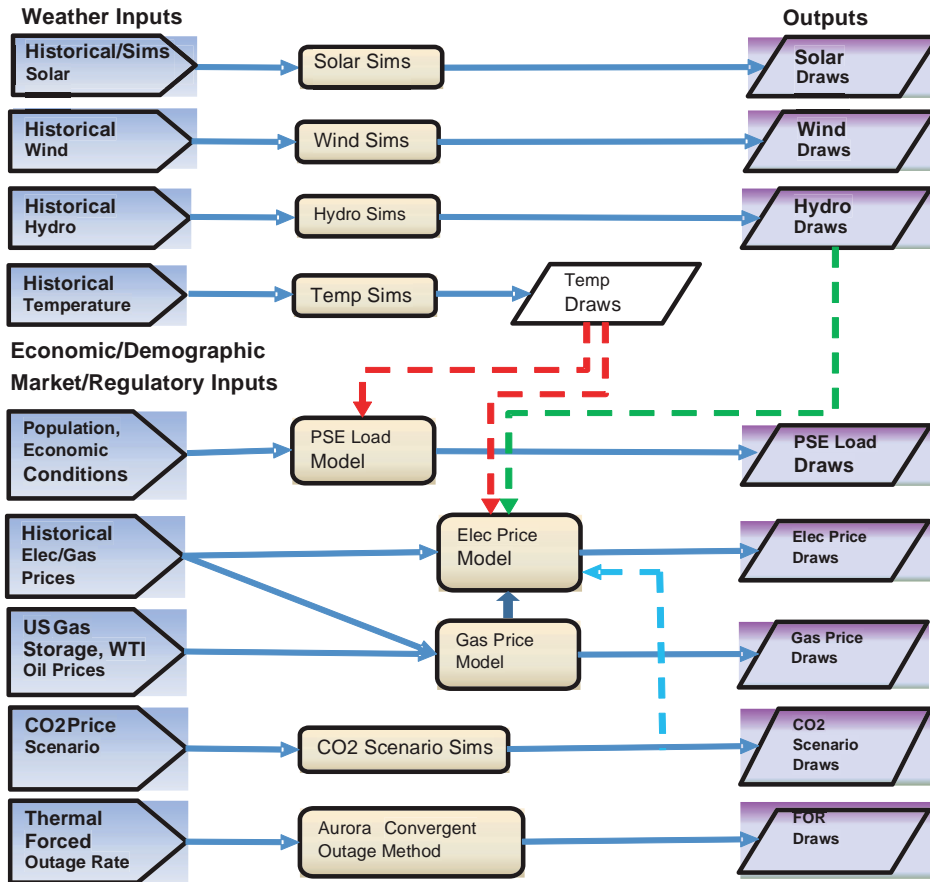 Weather Inputs
Outputs
Historical/Sims
Solar
Solar Sims
Solar
Draws
Historical
Wind
Wind Sims
Wind
Draws
Historical
Hydro
Hydro Sims
Hydro
Draws
Historical
Temperature
Temp Sims
Temp
Draws
Economic/Demographic
Market/Regulatory Inputs
Population,
Economic
Conditions
PSE Load
Model
PSE Load
Draws
Historical
Elec/Gas
Prices
Elec Price
Model
Elec Price
Draws
US Gas
Storage, WTI
Oil Prices
Gas Price
Model
Gas Price
Draws
CO2Price
Scenario
CO2 Scenario Sims
CO2
Scenario
Draws
Thermal
Forced
Outage Rate
Aurora Convergent
Outage Method
FOR
Draws